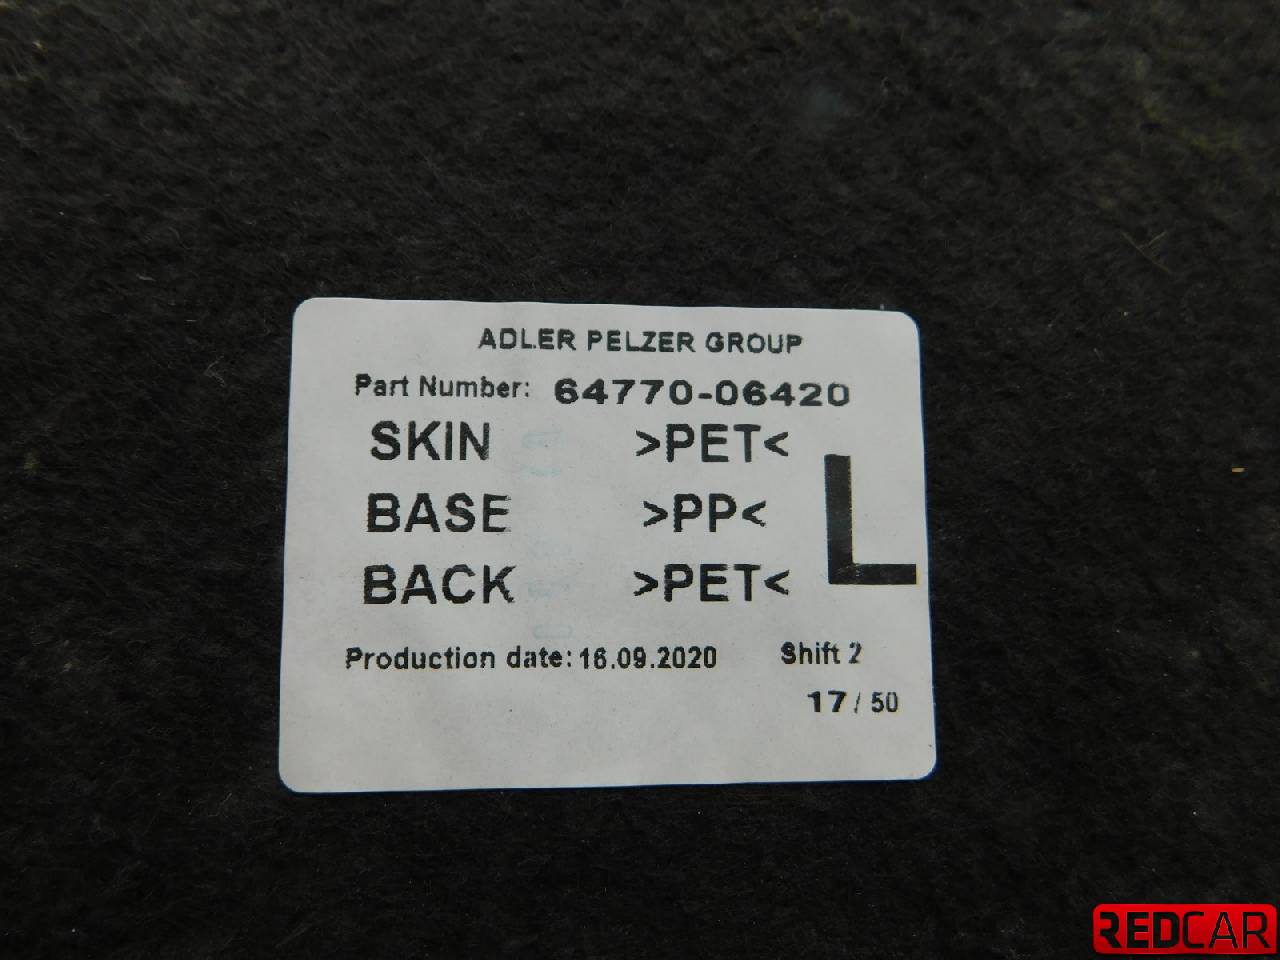 ADLER PELZER GROUP
Part Number: 64770-06420
SKIN >PET<
BASE >PP<
BACK >PET<
L
Production date: 16.09.2020 Shift 2
17 / 50
REDCAR